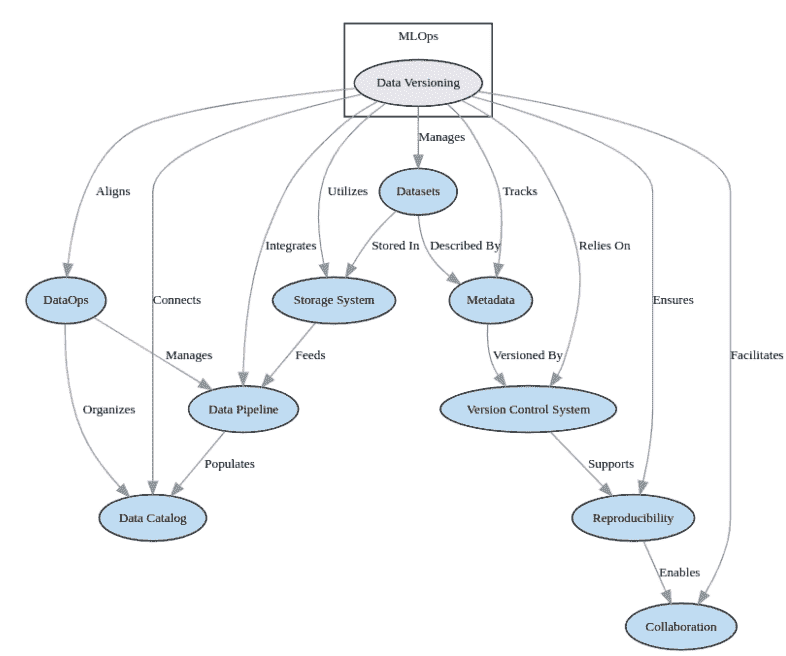 MLOps
Data Versioning
Manages
Aligns
Utilizes
Datasets
Tracks
Integrates
Stored In
Described By
Relies On
DataOps
Connects
Storage System
Metadata
Ensures
Manages
Feeds
Versioned By
Facilitates
Organizes
Data Pipeline
Version Control System
Populates
Supports
Data Catalog
Reproducibility
Enables
Collaboration